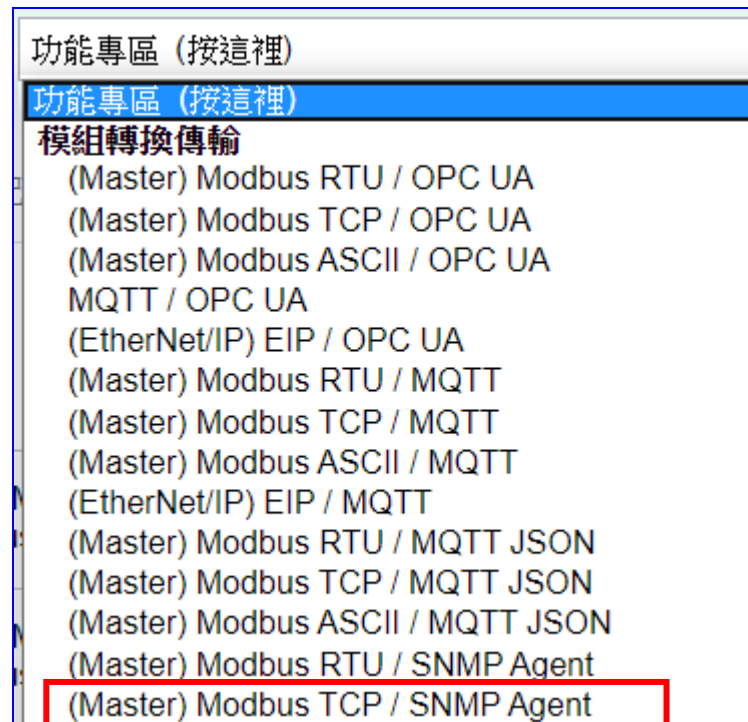 功能專區 (按這裡)
功能專區 (按這裡)
模組轉換傳輸
(Master) Modbus RTU / OPC UA
(Master) Modbus TCP / OPC UA
(Master) Modbus ASCII / OPC UA
MQTT / OPC UA
(EtherNet/IP) EIP / OPC UA
(Master) Modbus RTU / MQTT
(Master) Modbus TCP / MQTT
(Master) Modbus ASCII / MQTT
(EtherNet/IP) EIP / MQTT
(Master) Modbus RTU / MQTT JSON
(Master) Modbus TCP / MQTT JSON
(Master) Modbus ASCII / MQTT JSON
(Master) Modbus RTU / SNMP Agent
(Master) Modbus TCP / SNMP Agent